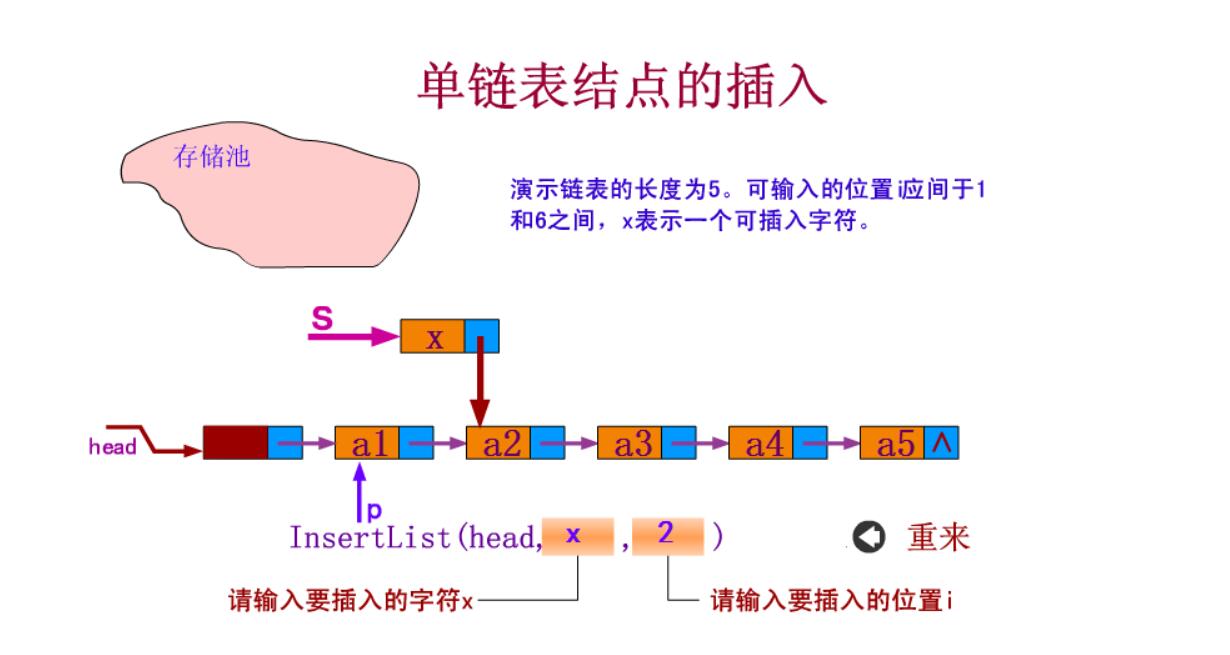 单链表结点的插入
存储池
演示链表的长度为5。可输入的位置i应间于1
和6之间，x表示一个可插入字符。
S
x
head
a1
a2
a3
a4
a5
∧
p
InsertList(head, x , 2 )
重来
请输入要插入的字符x
请输入要插入的位置i